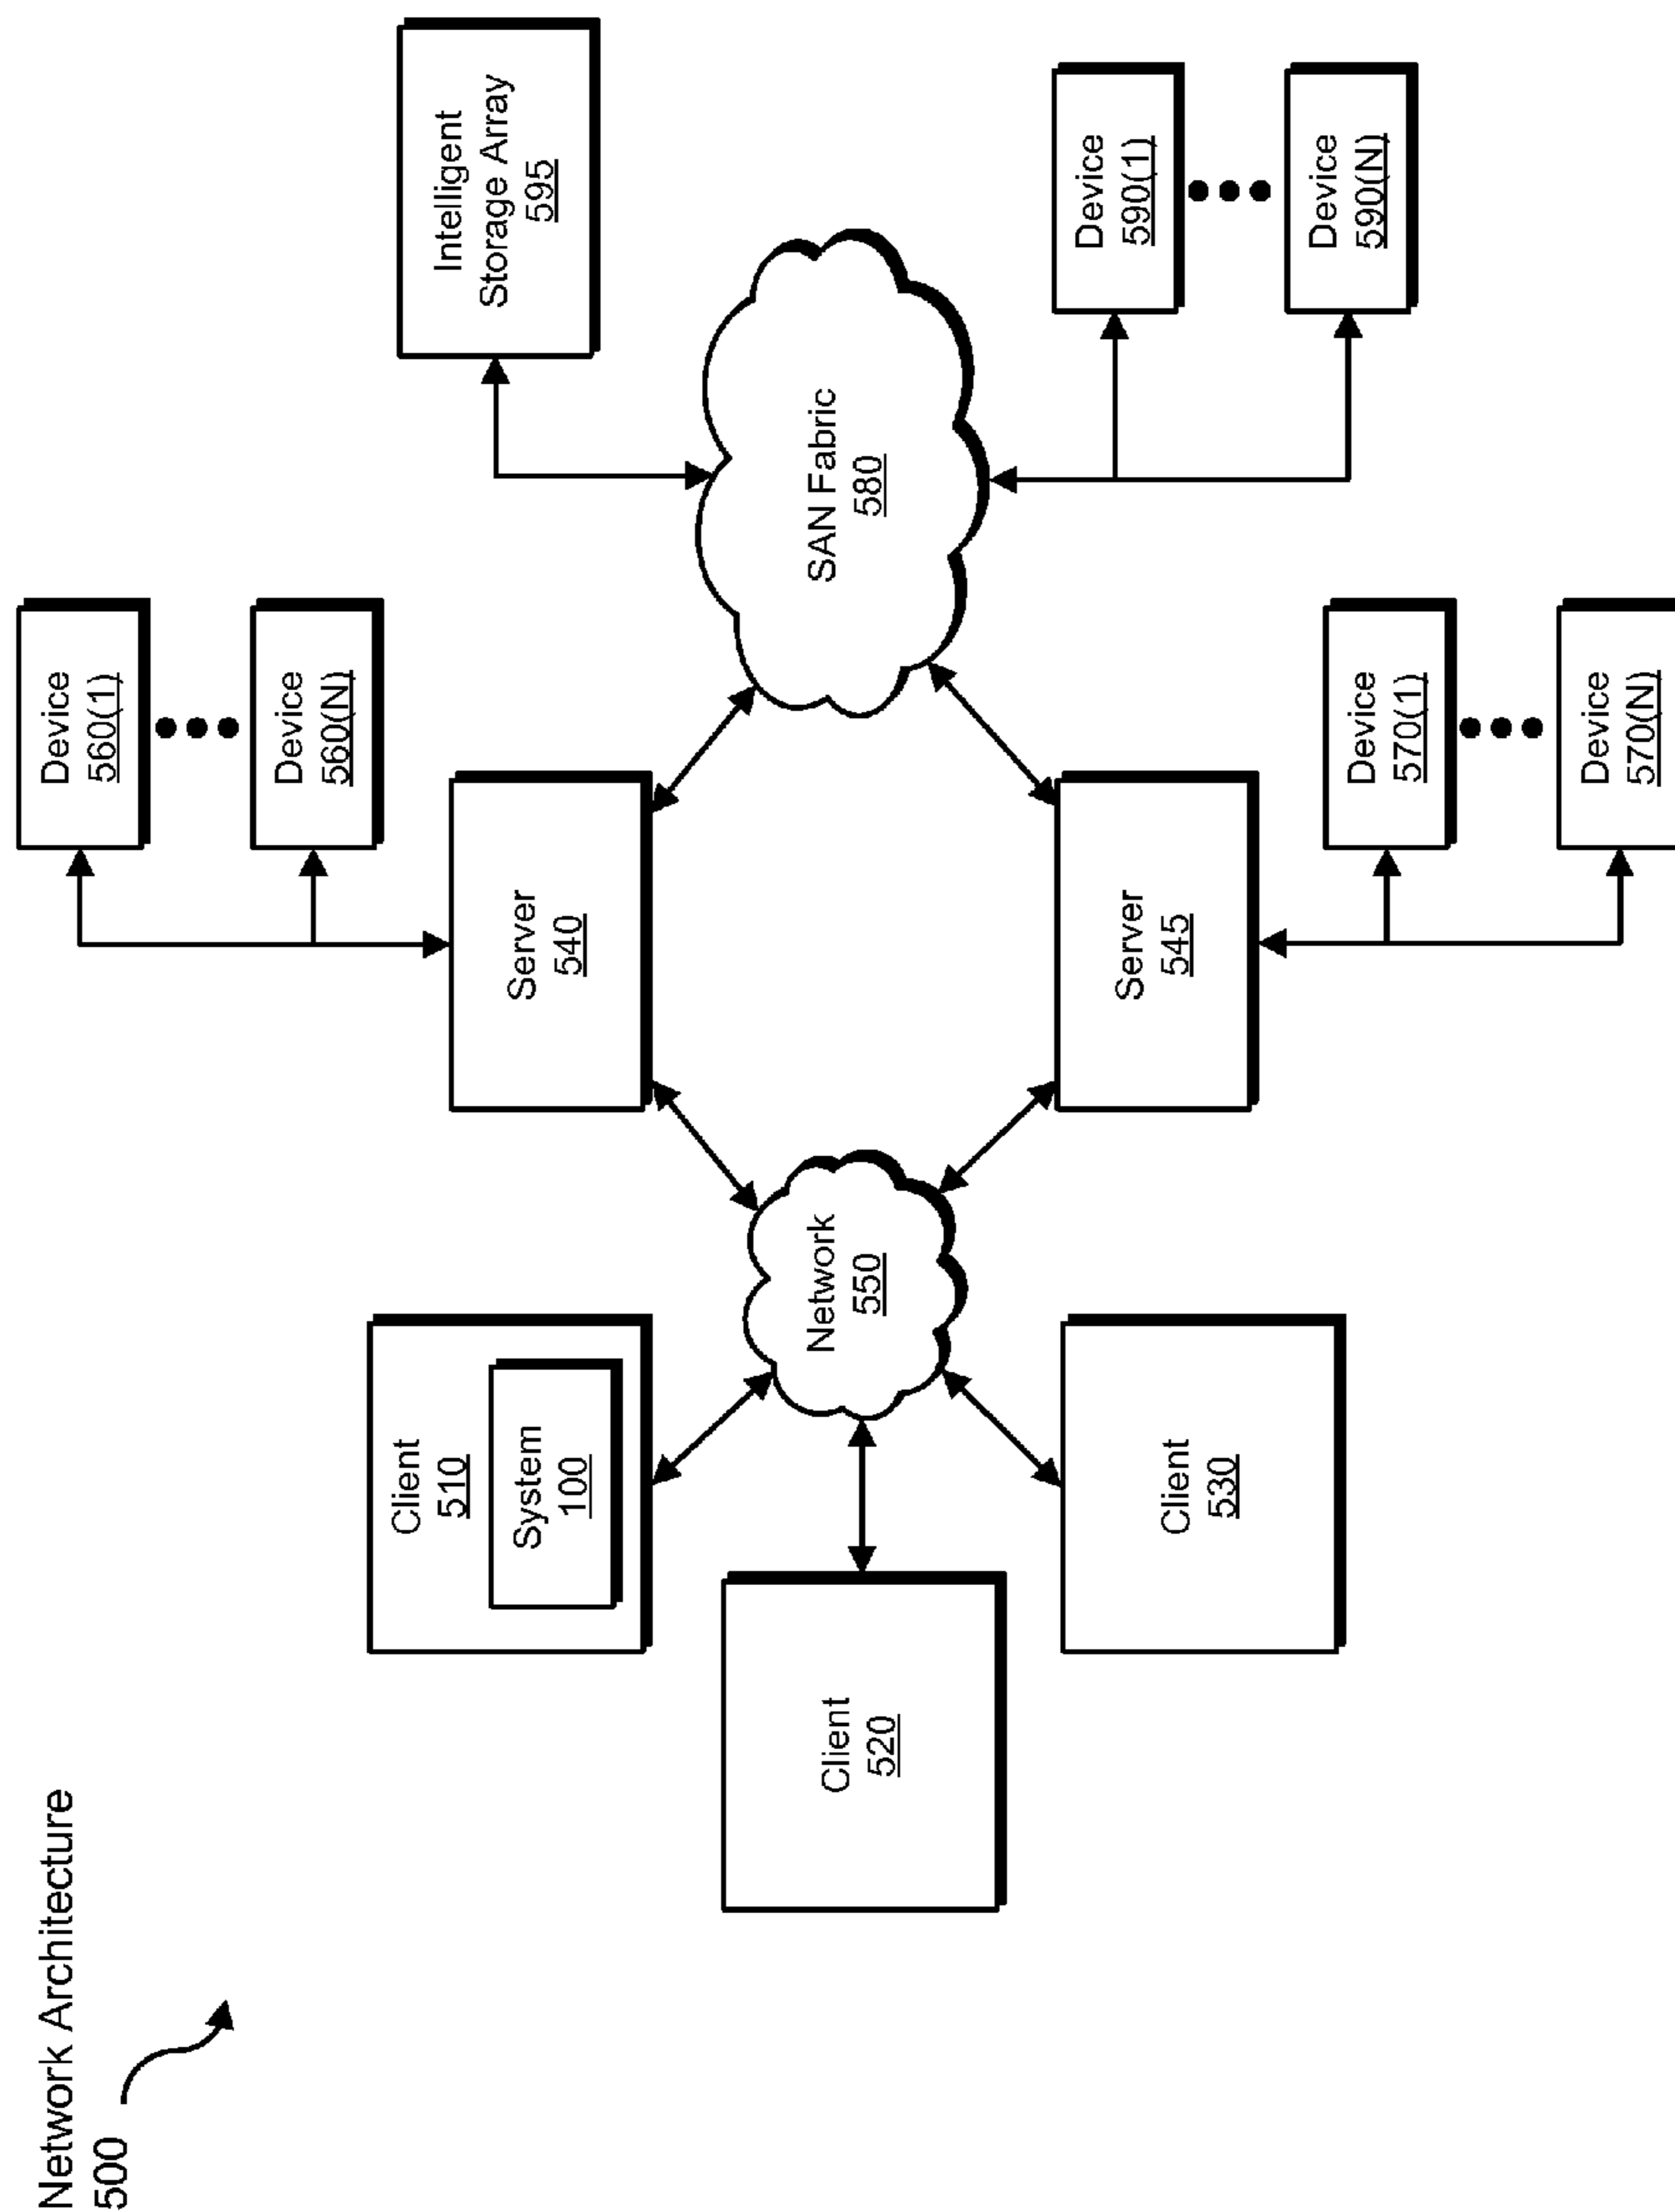 Network Architecture
500
Client
510
System
100
Client
520
Client
530
Network
550
Server
540
Server
545
Device
560(1)
Device
560(N)
Device
570(1)
Device
570(N)
SAN Fabric
580
Intelligent
Storage Array
595
Device
590(1)
Device
590(N)